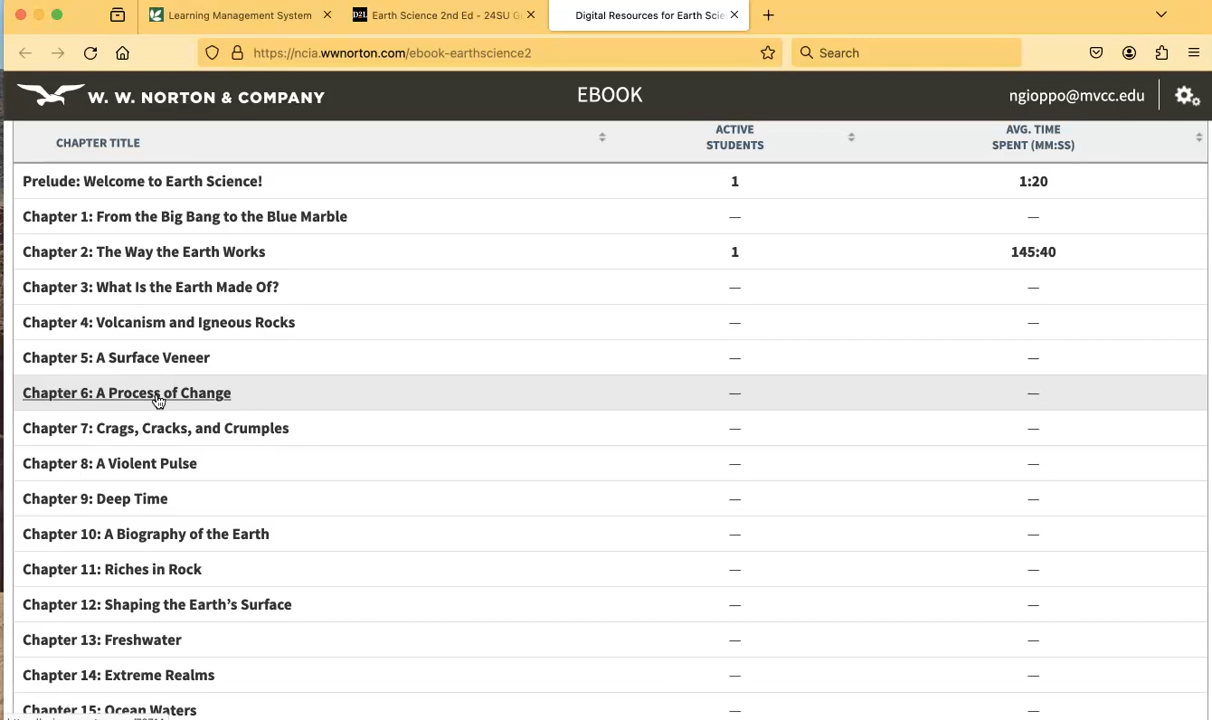 Learning Management System
Earth Science 2nd Ed - 24SU
Digital Resources for Earth Scie
https://ncia.wwnorton.com/ebook-earthscience2
Search
W. W. NORTON & COMPANY
EBOOK
ngioppo@mvcc.edu
CHAPTER TITLE
ACTIVE
STUDENTS
AVG. TIME
SPENT (MM:SS)
Prelude: Welcome to Earth Science! 1 1:20
Chapter 1: From the Big Bang to the Blue Marble — —
Chapter 2: The Way the Earth Works 1 145:40
Chapter 3: What Is the Earth Made Of? — —
Chapter 4: Volcanism and Igneous Rocks — —
Chapter 5: A Surface Veneer — —
Chapter 6: A Process of Change — —
Chapter 7: Crags, Cracks, and Crumples — —
Chapter 8: A Violent Pulse — —
Chapter 9: Deep Time — —
Chapter 10: A Biography of the Earth — —
Chapter 11: Riches in Rock — —
Chapter 12: Shaping the Earth’s Surface — —
Chapter 13: Freshwater — —
Chapter 14: Extreme Realms — —
Chapter 15: Ocean Waters — —